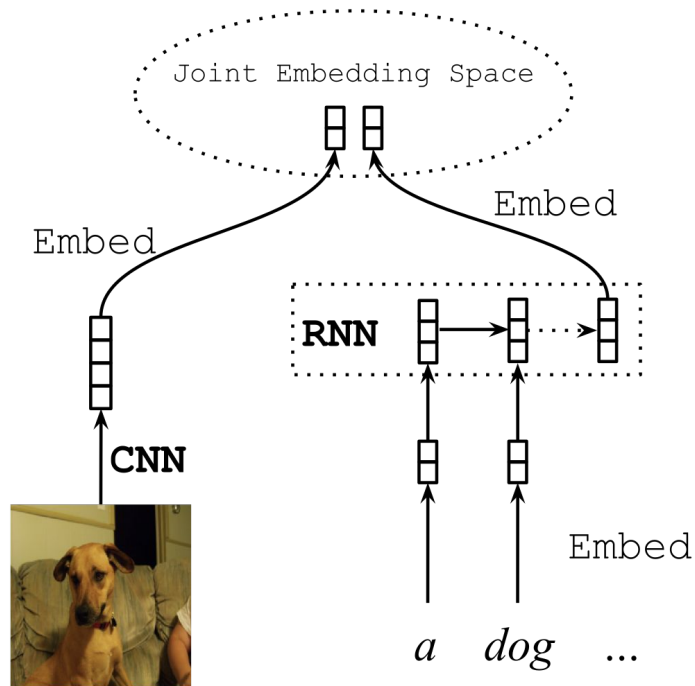 Joint Embedding Space
Embed
Embed
RNN
CNN
Embed
a dog ...